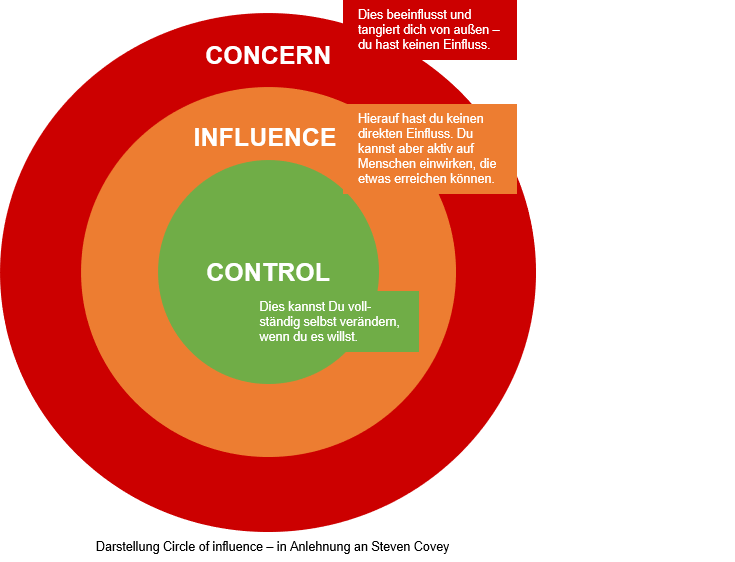 Dies beeinflusst und
tangiert dich von außen –
du hast keinen Einfluss.
CONCERN
Hierauf hast du keinen
direkten Einfluss. Du
kannst aber aktiv auf
Menschen einwirken, die
etwas erreichen können.
INFLUENCE
CONTROL
Dies kannst Du voll-
ständig selbst verändern,
wenn du es willst.
Darstellung Circle of influence – in Anlehnung an Steven Covey